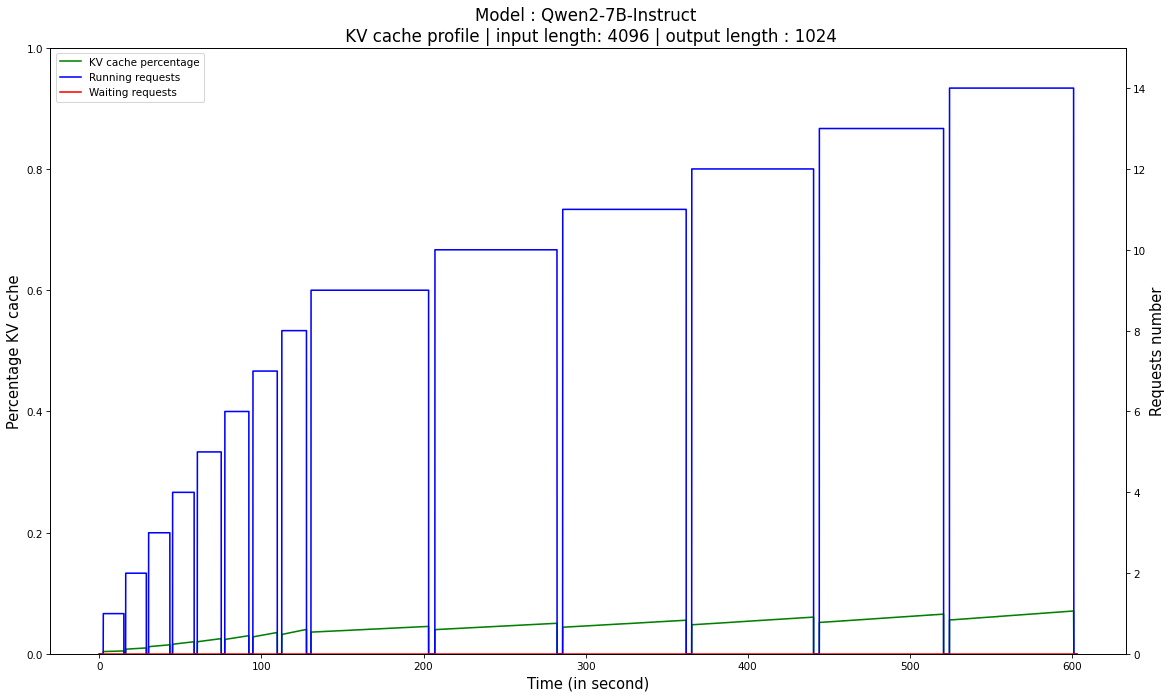 Model : Qwen2-7B-Instruct
KV cache profile | input length: 4096 | output length : 1024
KV cache percentage
Running requests
Waiting requests
Percentage KV cache
1.0
0.8
0.6
0.4
0.2
0.0
14
12
10
8
6
4
2
0
Requests number
0 100 200 300 400 500 600
Time (in second)